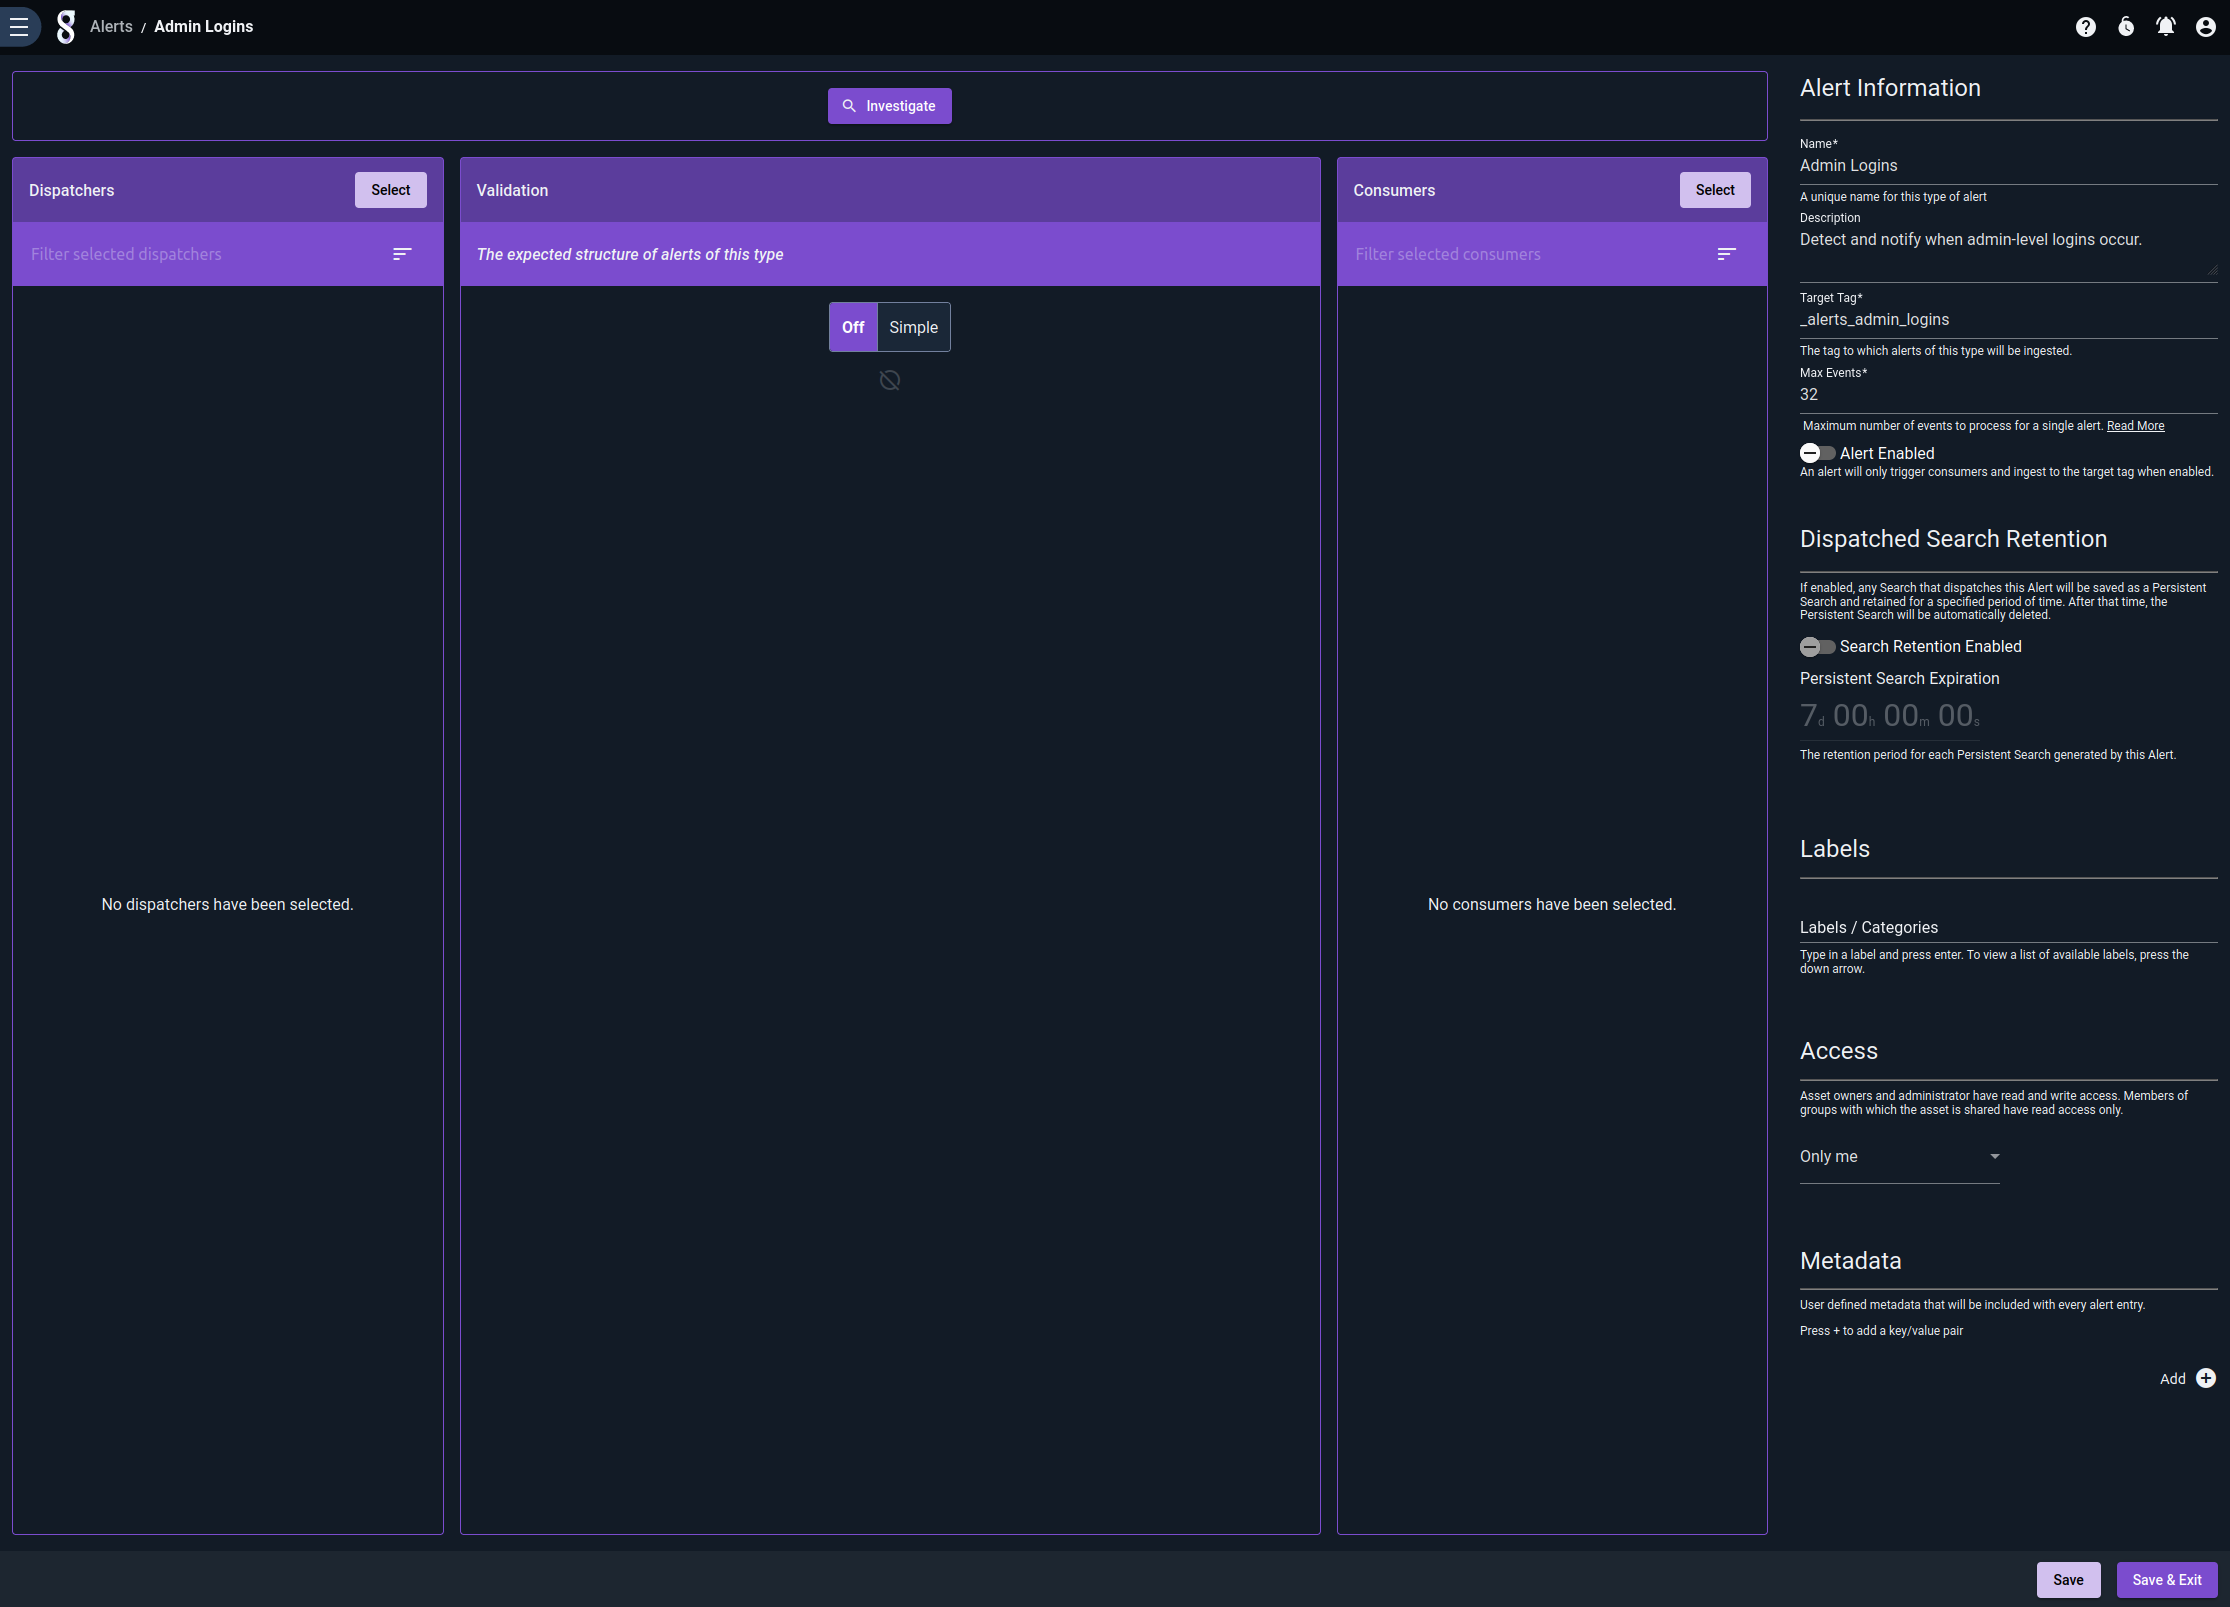 Alerts / Admin Logins
Investigate
Dispatchers
Select
Filter selected dispatchers
No dispatchers have been selected.
Validation
The expected structure of alerts of this type
Off
Simple
Consumers
Select
Filter selected consumers
No consumers have been selected.
Alert Information
Name*
Admin Logins
A unique name for this type of alert
Description
Detect and notify when admin-level logins occur.
Target Tag*
_alerts_admin_logins
The tag to which alerts of this type will be ingested.
Max Events*
32
Maximum number of events to process for a single alert. Read More
Alert Enabled
An alert will only trigger consumers and ingest to the target tag when enabled.
Dispatched Search Retention
If enabled, any Search that dispatches this Alert will be saved as a Persistent
Search and retained for a specified period of time. After that time, the
Persistent Search will be automatically deleted.
Search Retention Enabled
Persistent Search Expiration
7d 00h 00m 00s
The retention period for each Persistent Search generated by this Alert.
Labels
Labels / Categories
Type in a label and press enter. To view a list of available labels, press the
down arrow.
Access
Asset owners and administrator have read and write access. Members of
groups with which the asset is shared have read access only.
Only me
Metadata
User defined metadata that will be included with every alert entry.
Press + to add a key/value pair
Add
Save
Save & Exit